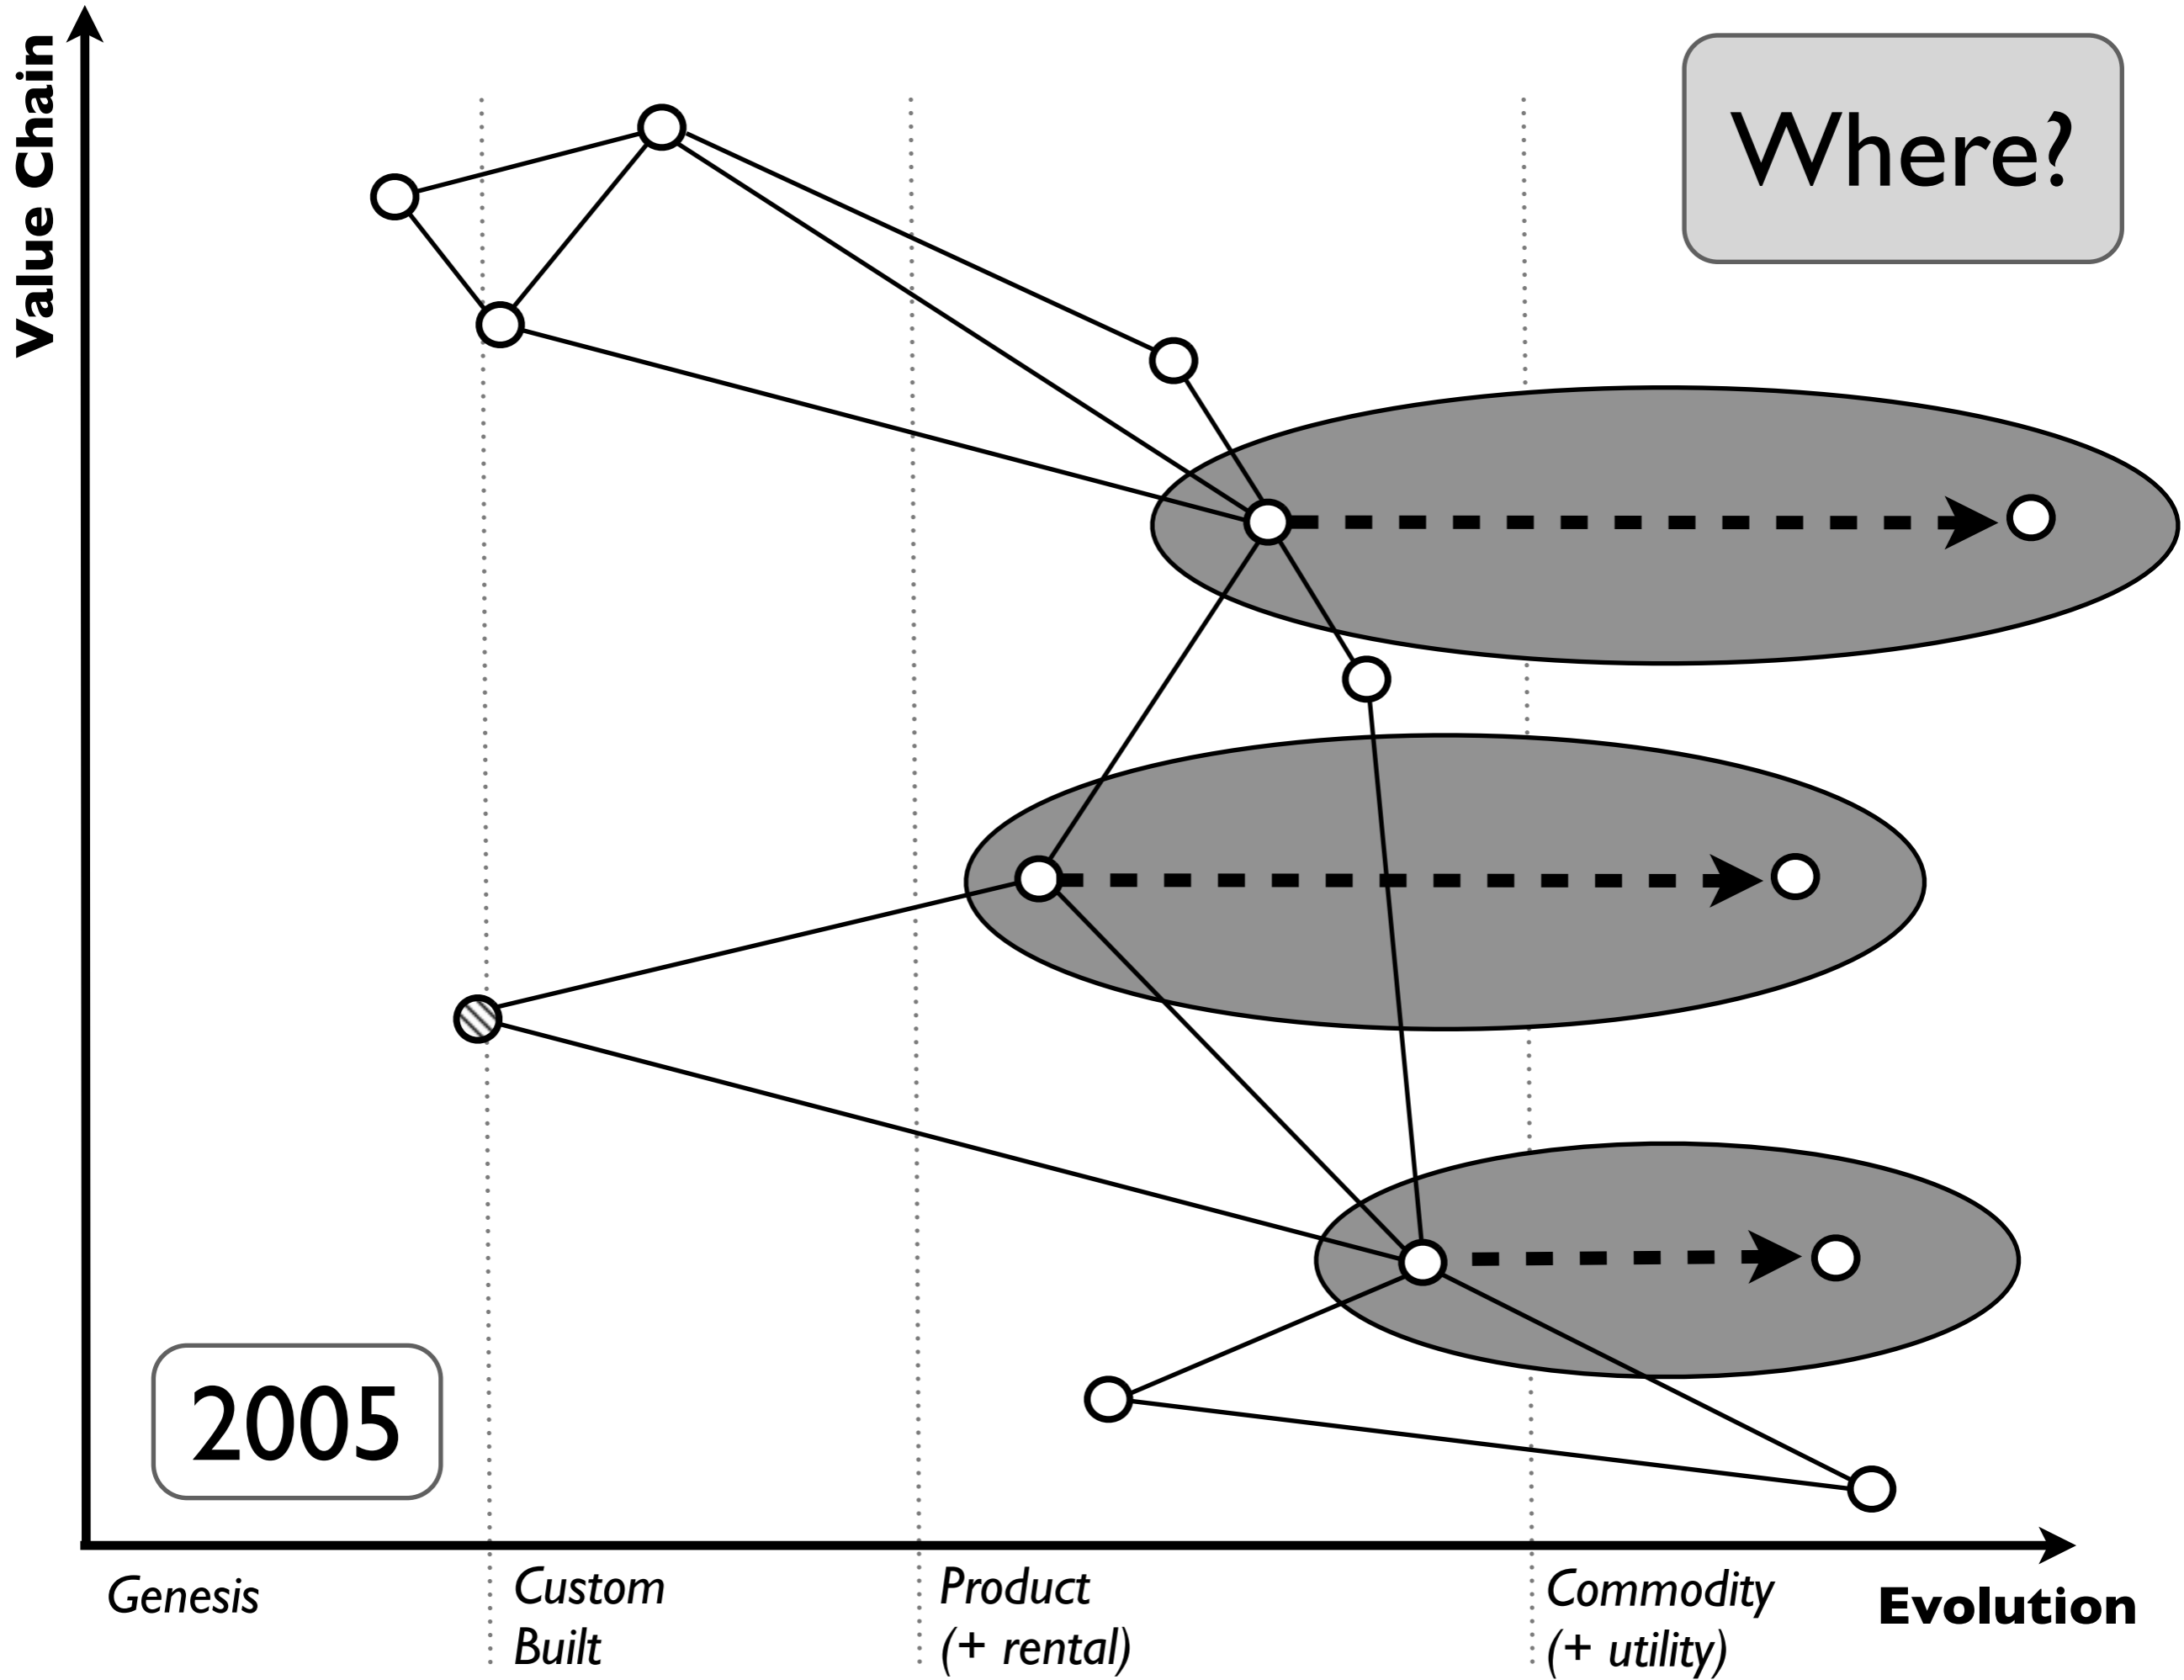 Value Chain
Where?
2005
Genesis
Custom
Built
Product
(+ rental)
Commodity
(+ utility)
Evolution